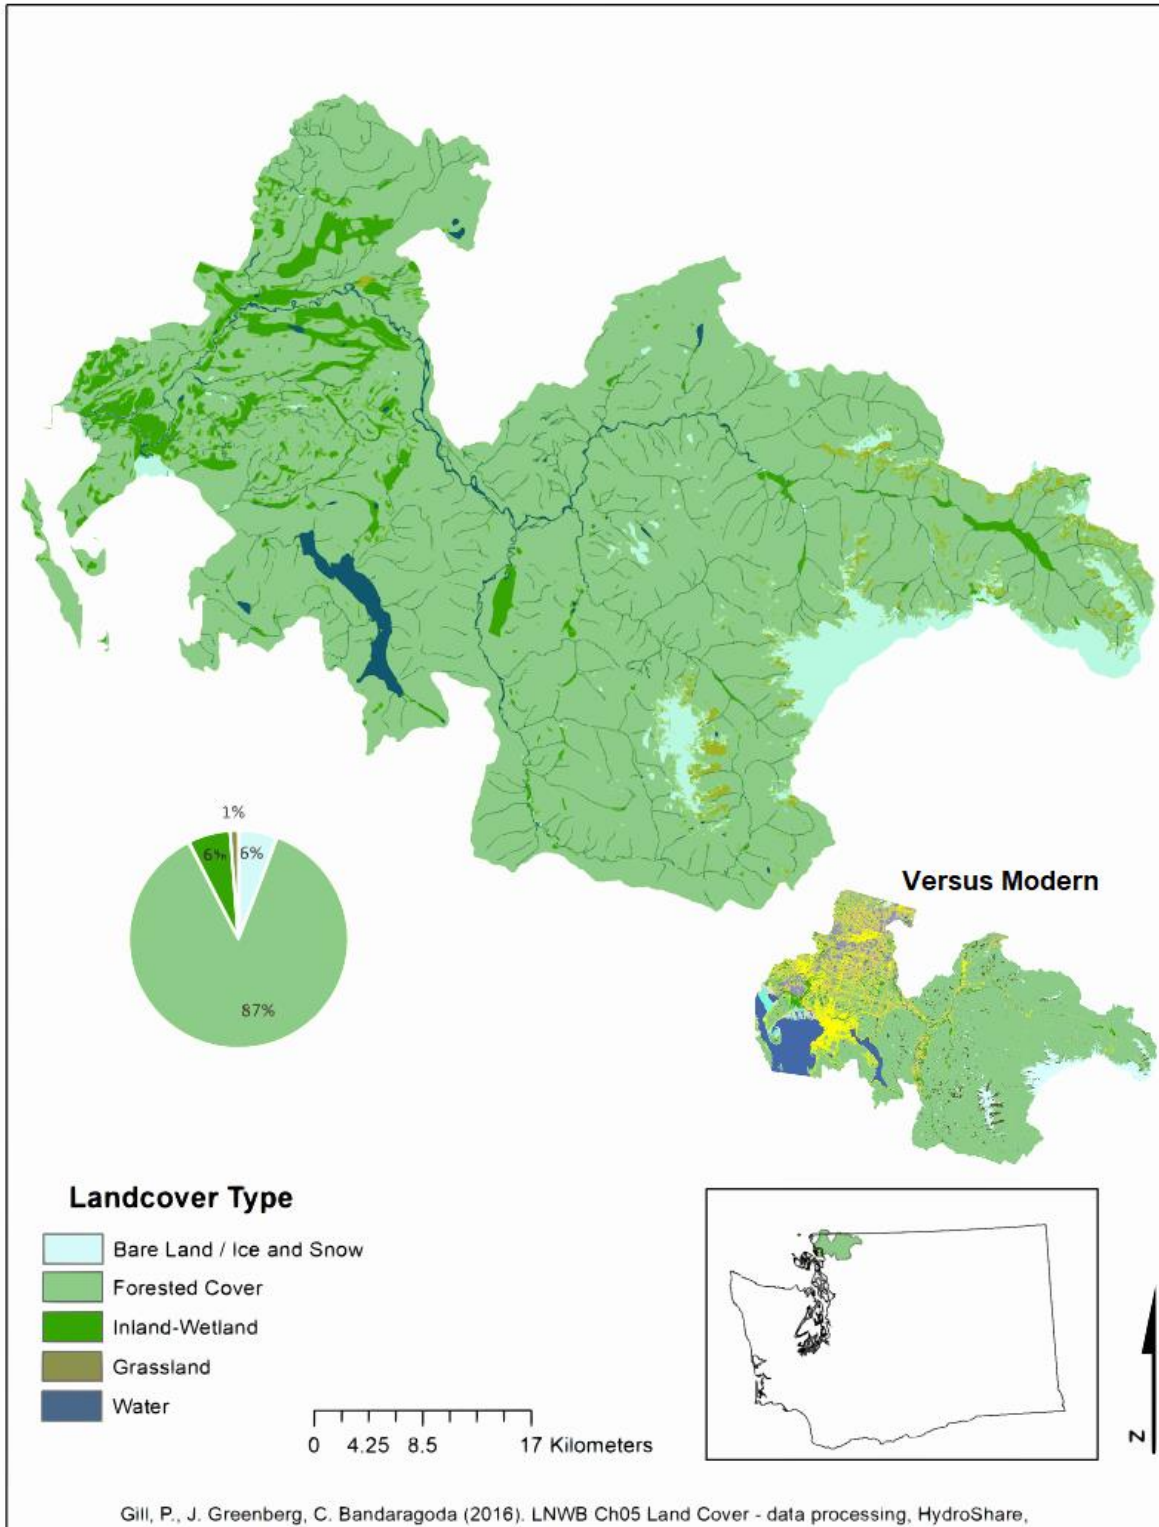 1%
6%
6%
87%
Versus Modern
Landcover Type
Bare Land / Ice and Snow
Forested Cover
Inland-Wetland
Grassland
Water
0 4.25 8.5 17 Kilometers
N
Gill, P., J. Greenberg, C. Bandaragoda (2016). LNWB Ch05 Land Cover - data processing, HydroShare,